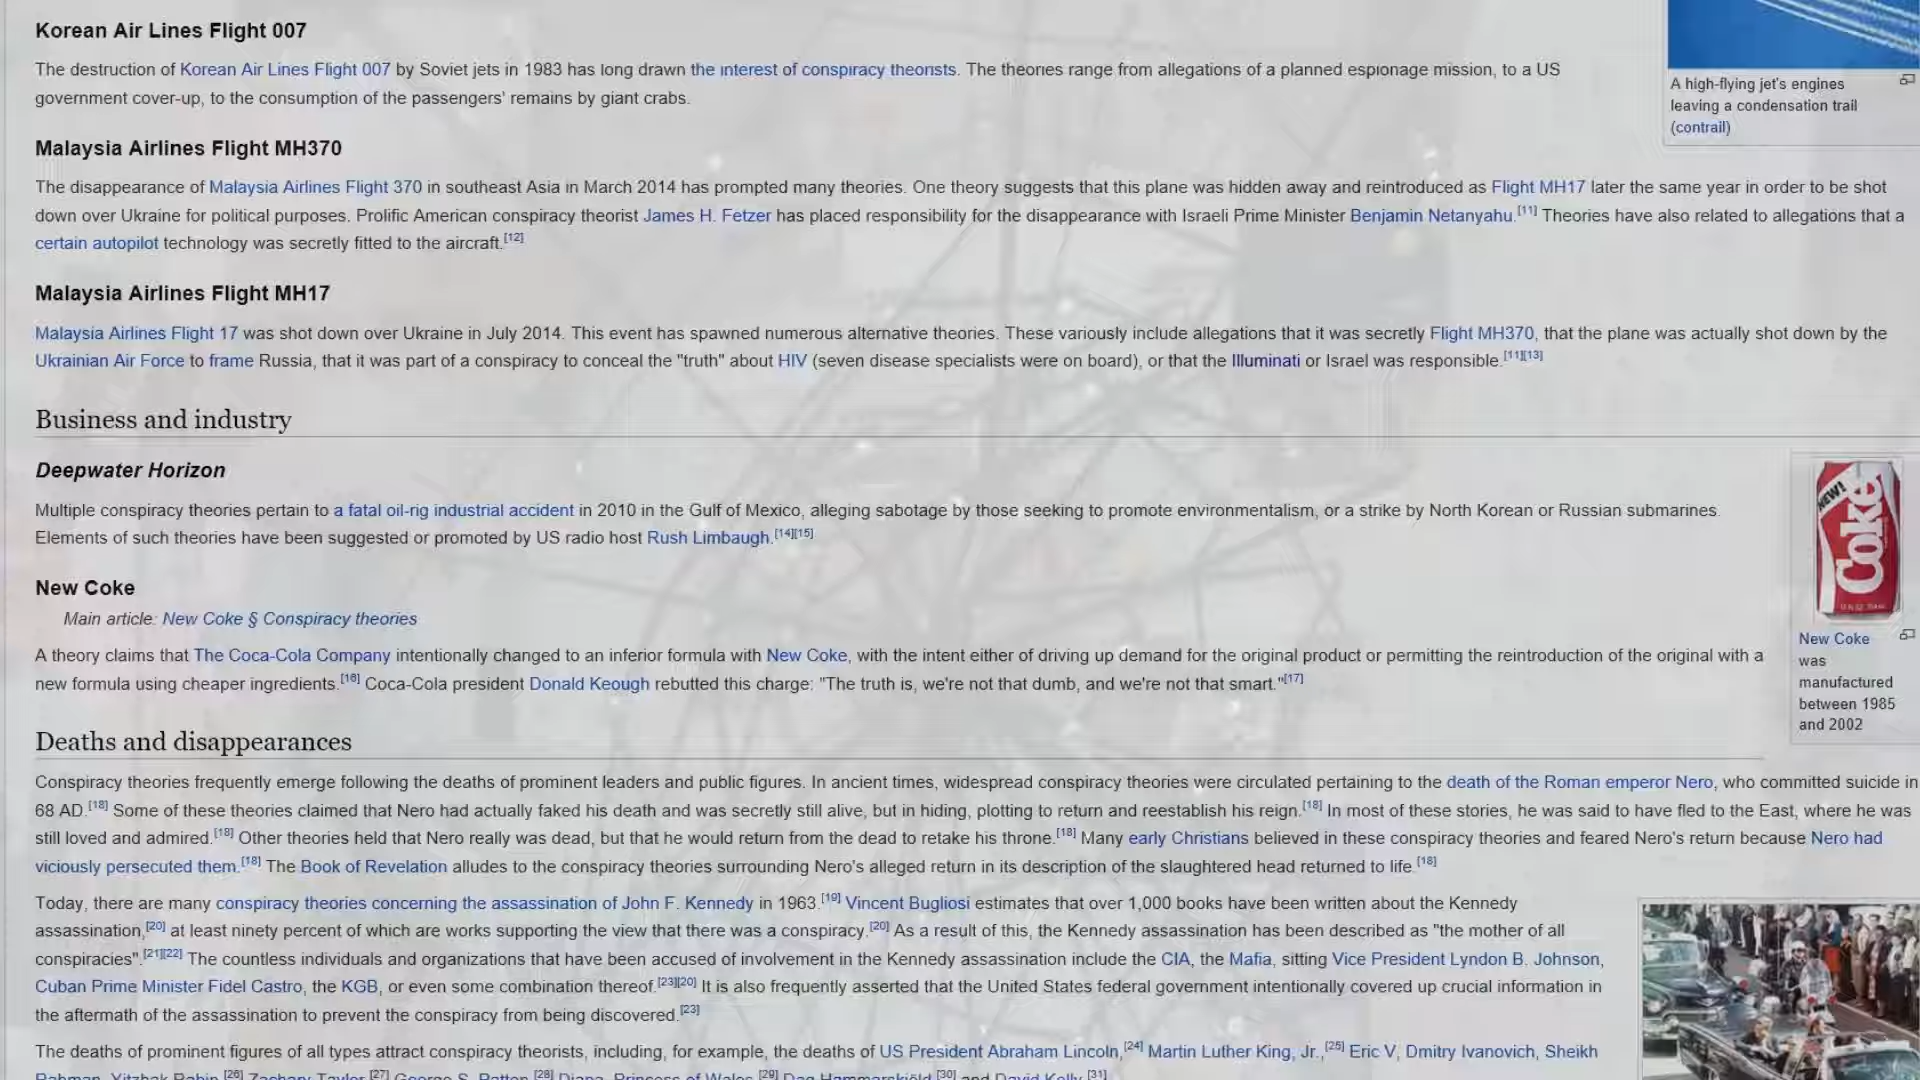 Korean Air Lines Flight 007
The destruction of Korean Air Lines Flight 007 by Soviet jets in 1983 has long drawn the interest of conspiracy theorists. The theories range from allegations of a planned espionage mission, to a US
government cover-up, to the consumption of the passengers' remains by giant crabs.
A high-flying jet's engines
leaving a condensation trail
(contrail)
Malaysia Airlines Flight MH370
The disappearance of Malaysia Airlines Flight 370 in southeast Asia in March 2014 has prompted many theories. One theory suggests that this plane was hidden away and reintroduced as Flight MH17 later the same year in order to be shot
down over Ukraine for political purposes. Prolific American conspiracy theorist James H. Fetzer has placed responsibility for the disappearance with Israeli Prime Minister Benjamin Netanyahu.[11] Theories have also related to allegations that a
certain autopilot technology was secretly fitted to the aircraft.[12]
Malaysia Airlines Flight MH17
Malaysia Airlines Flight 17 was shot down over Ukraine in July 2014. This event has spawned numerous alternative theories. These variously include allegations that it was secretly Flight MH370, that the plane was actually shot down by the
Ukrainian Air Force to frame Russia, that it was part of a conspiracy to conceal the "truth" about HIV (seven disease specialists were on board), or that the Illuminati or Israel was responsible.[11][13]
Business and industry
Deepwater Horizon
Multiple conspiracy theories pertain to a fatal oil-rig industrial accident in 2010 in the Gulf of Mexico, alleging sabotage by those seeking to promote environmentalism, or a strike by North Korean or Russian submarines.
Elements of such theories have been suggested or promoted by US radio host Rush Limbaugh.[14][15]
New Coke
Main article: New Coke § Conspiracy theories
A theory claims that The Coca-Cola Company intentionally changed to an inferior formula with New Coke, with the intent either of driving up demand for the original product or permitting the reintroduction of the original with a
new formula using cheaper ingredients.[16] Coca-Cola president Donald Keough rebutted this charge: "The truth is, we're not that dumb, and we're not that smart."[17]
NEW!
Coke
New Coke
was
manufactured
between 1985
and 2002
Deaths and disappearances
Conspiracy theories frequently emerge following the deaths of prominent leaders and public figures. In ancient times, widespread conspiracy theories were circulated pertaining to the death of the Roman emperor Nero, who committed suicide in
68 AD.[18] Some of these theories claimed that Nero had actually faked his death and was secretly still alive, but in hiding, plotting to return and reestablish his reign.[18] In most of these stories, he was said to have fled to the East, where he was
still loved and admired.[18] Other theories held that Nero really was dead, but that he would return from the dead to retake his throne.[18] Many early Christians believed in these conspiracy theories and feared Nero's return because Nero had
viciously persecuted them.[18] The Book of Revelation alludes to the conspiracy theories surrounding Nero's alleged return in its description of the slaughtered head returned to life.[18]
Today, there are many conspiracy theories concerning the assassination of John F. Kennedy in 1963.[19] Vincent Bugliosi estimates that over 1,000 books have been written about the Kennedy
assassination,[20] at least ninety percent of which are works supporting the view that there was a conspiracy.[20] As a result of this, the Kennedy assassination has been described as "the mother of all
conspiracies".[21][22] The countless individuals and organizations that have been accused of involvement in the Kennedy assassination include the CIA, the Mafia, sitting Vice President Lyndon B. Johnson,
Cuban Prime Minister Fidel Castro, the KGB, or even some combination thereof.[23][20] It is also frequently asserted that the United States federal government intentionally covered up crucial information in
the aftermath of the assassination to prevent the conspiracy from being discovered.[23]
The deaths of prominent figures of all types attract conspiracy theorists, including, for example, the deaths of US President Abraham Lincoln,[24] Martin Luther King, Jr.,[25] Eric V, Dmitry Ivanovich, Sheikh
Rahman, Yitzhak Rabin,[26] Zachary Taylor,[27] George S. Patton,[28] Diana, Princess of Wales,[29] Dag Hammarskjöld,[30] and David Kelly.[31]